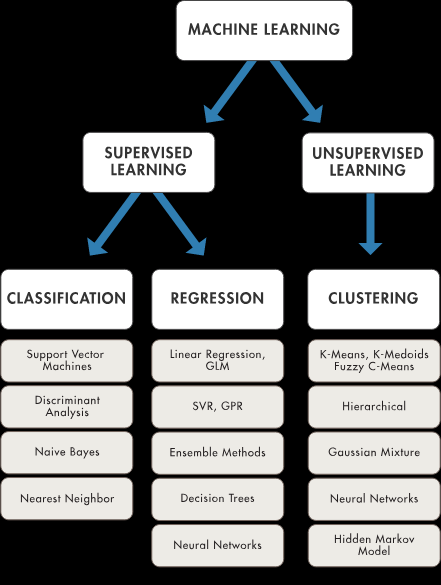 MACHINE LEARNING
SUPERVISED
LEARNING
UNSUPERVISED
LEARNING
CLASSIFICATION
Support Vector
Machines
Discriminant
Analysis
Naive Bayes
Nearest Neighbor
REGRESSION
Linear Regression,
GLM
SVR, GPR
Ensemble Methods
Decision Trees
Neural Networks
CLUSTERING
K-Means, K-Medoids
Fuzzy C-Means
Hierarchical
Gaussian Mixture
Neural Networks
Hidden Markov
Model